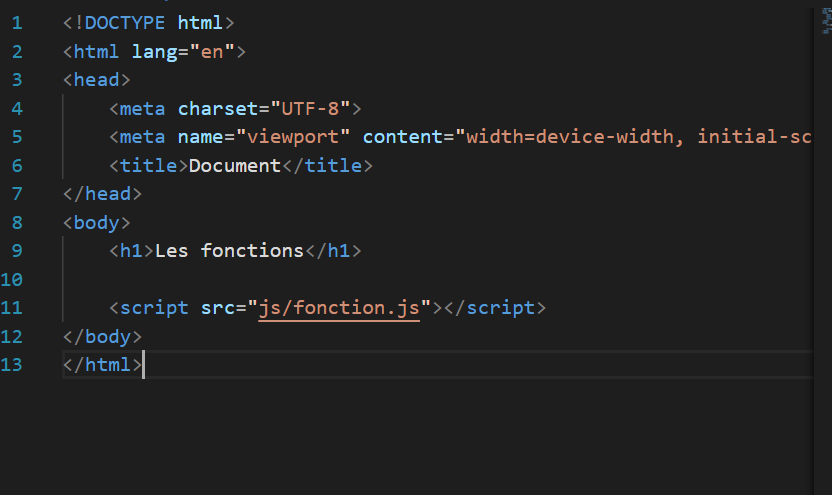 1 <!DOCTYPE html>
2 <html lang="en">
3 <head>
4     <meta charset="UTF-8">
5     <meta name="viewport" content="width=device-width, initial-sc
6     <title>Document</title>
7 </head>
8 <body>
9     <h1>Les fonctions</h1>
10
11     <script src="js/fonction.js"></script>
12 </body>
13 </html>